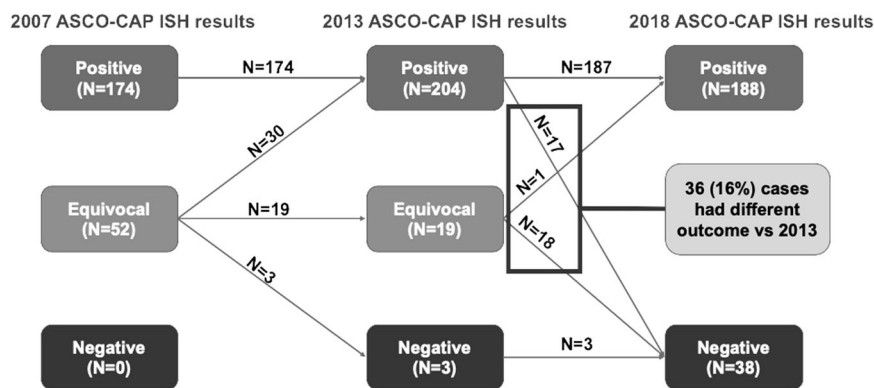 2007 ASCO-CAP ISH results
2013 ASCO-CAP ISH results
2018 ASCO-CAP ISH results
Positive
(N=174)
N=174
Positive
(N=204)
N=187
Positive
(N=188)
N=30
N=17
N=1
Equivocal
(N=52)
N=19
Equivocal
(N=19)
N=18
36 (16%) cases
had different
outcome vs 2013
N=3
Negative
(N=0)
Negative
(N=3)
N=3
Negative
(N=38)